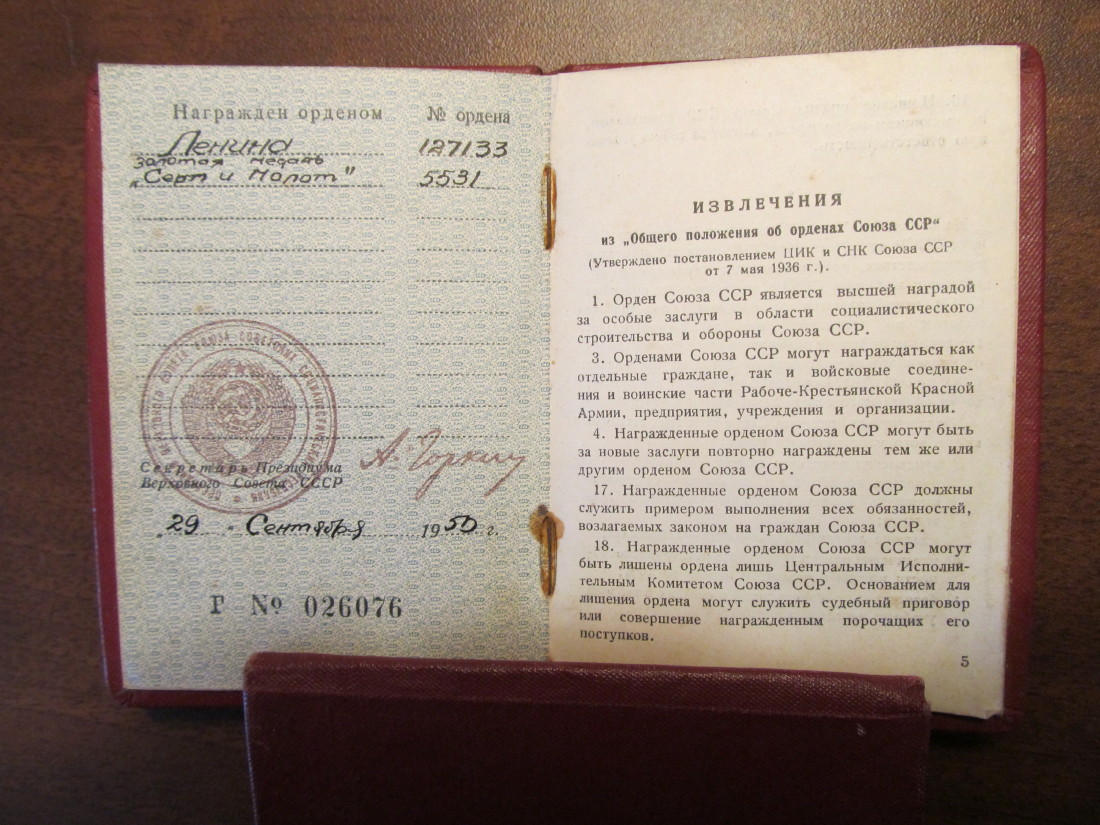 Награжден орденом № ордена
Ленина 127133
Золотая медаль
„Серп и Молот" 5531
Секретарь Президиума
Верховного Совета СССР
А. Горкин
„29 " Сентября 1950 г.
Г № 026076
ИЗВЛЕЧЕНИЯ
из „Общего положения об орденах Союза ССР“
(Утверждено постановлением ЦИК и СНК Союза ССР
от 7 мая 1936 г.).
1. Орден Союза ССР является высшей наградой
за особые заслуги в области социалистического
строительства и обороны Союза ССР.
3. Орденами Союза ССР могут награждаться как
отдельные граждане, так и войсковые соедине-
ния и воинские части Рабоче-Крестьянской Красной
Армии, предприятия, учреждения и организации.
4. Награжденные орденом Союза ССР могут быть
за новые заслуги повторно награждены тем же или
другим орденом Союза ССР.
17. Награжденные орденом Союза ССР должны
служить примером выполнения всех обязанностей,
возлагаемых законом на граждан Союза ССР.
18. Награжденные орденом Союза ССР могут
быть лишены ордена лишь Центральным Исполни-
тельным Комитетом Союза ССР. Основанием для
лишения ордена могут служить судебный приговор
или совершение награжденным порочащих его
поступков.
5